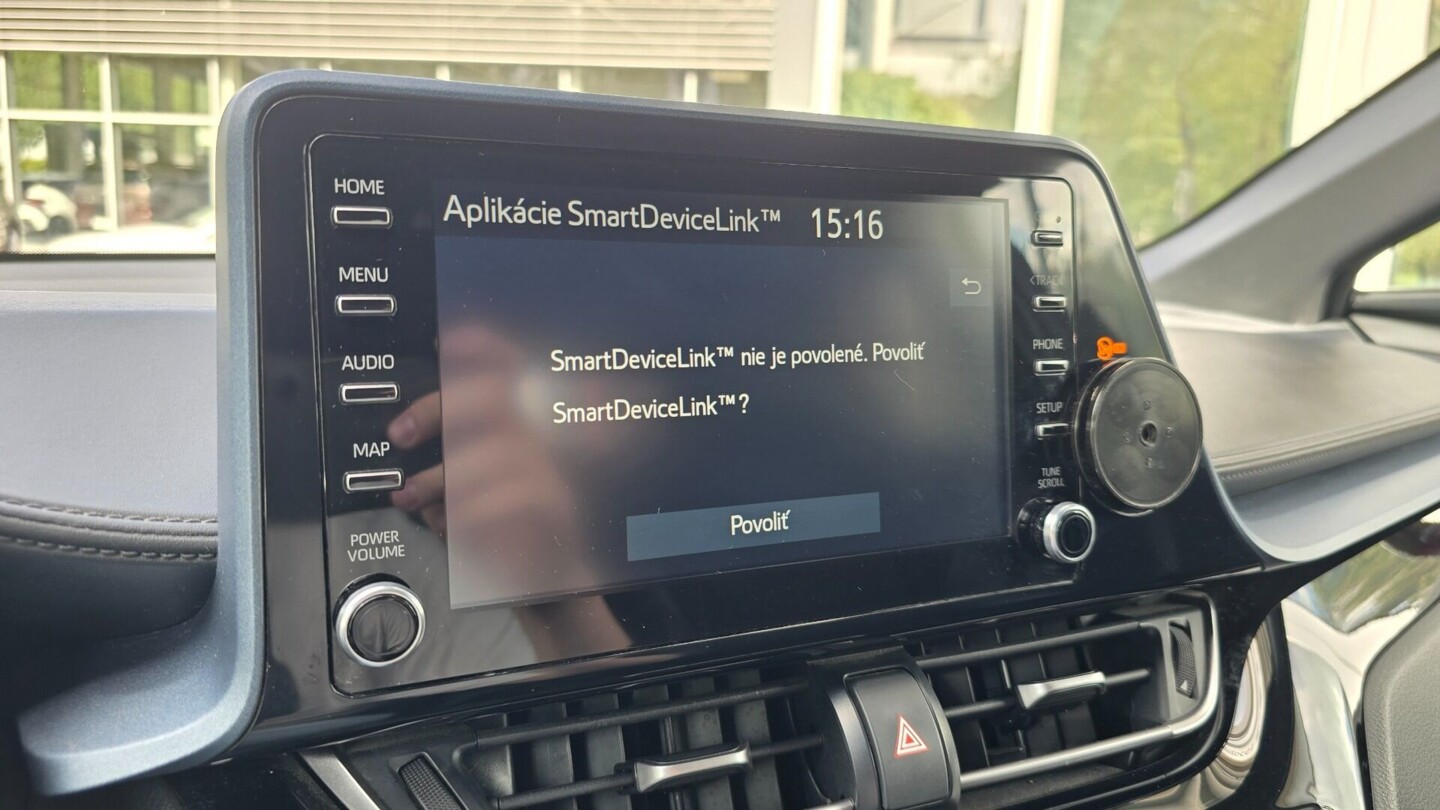 HOME
Aplikácie SmartDeviceLink™ 15:16
MENU
<TRACK
SmartDeviceLink™ nie je povolené. Povoliť
PHONE
AUDIO
SmartDeviceLink™?
SETUP
MAP
TUNE
SCROLL
Povoliť
POWER
VOLUME